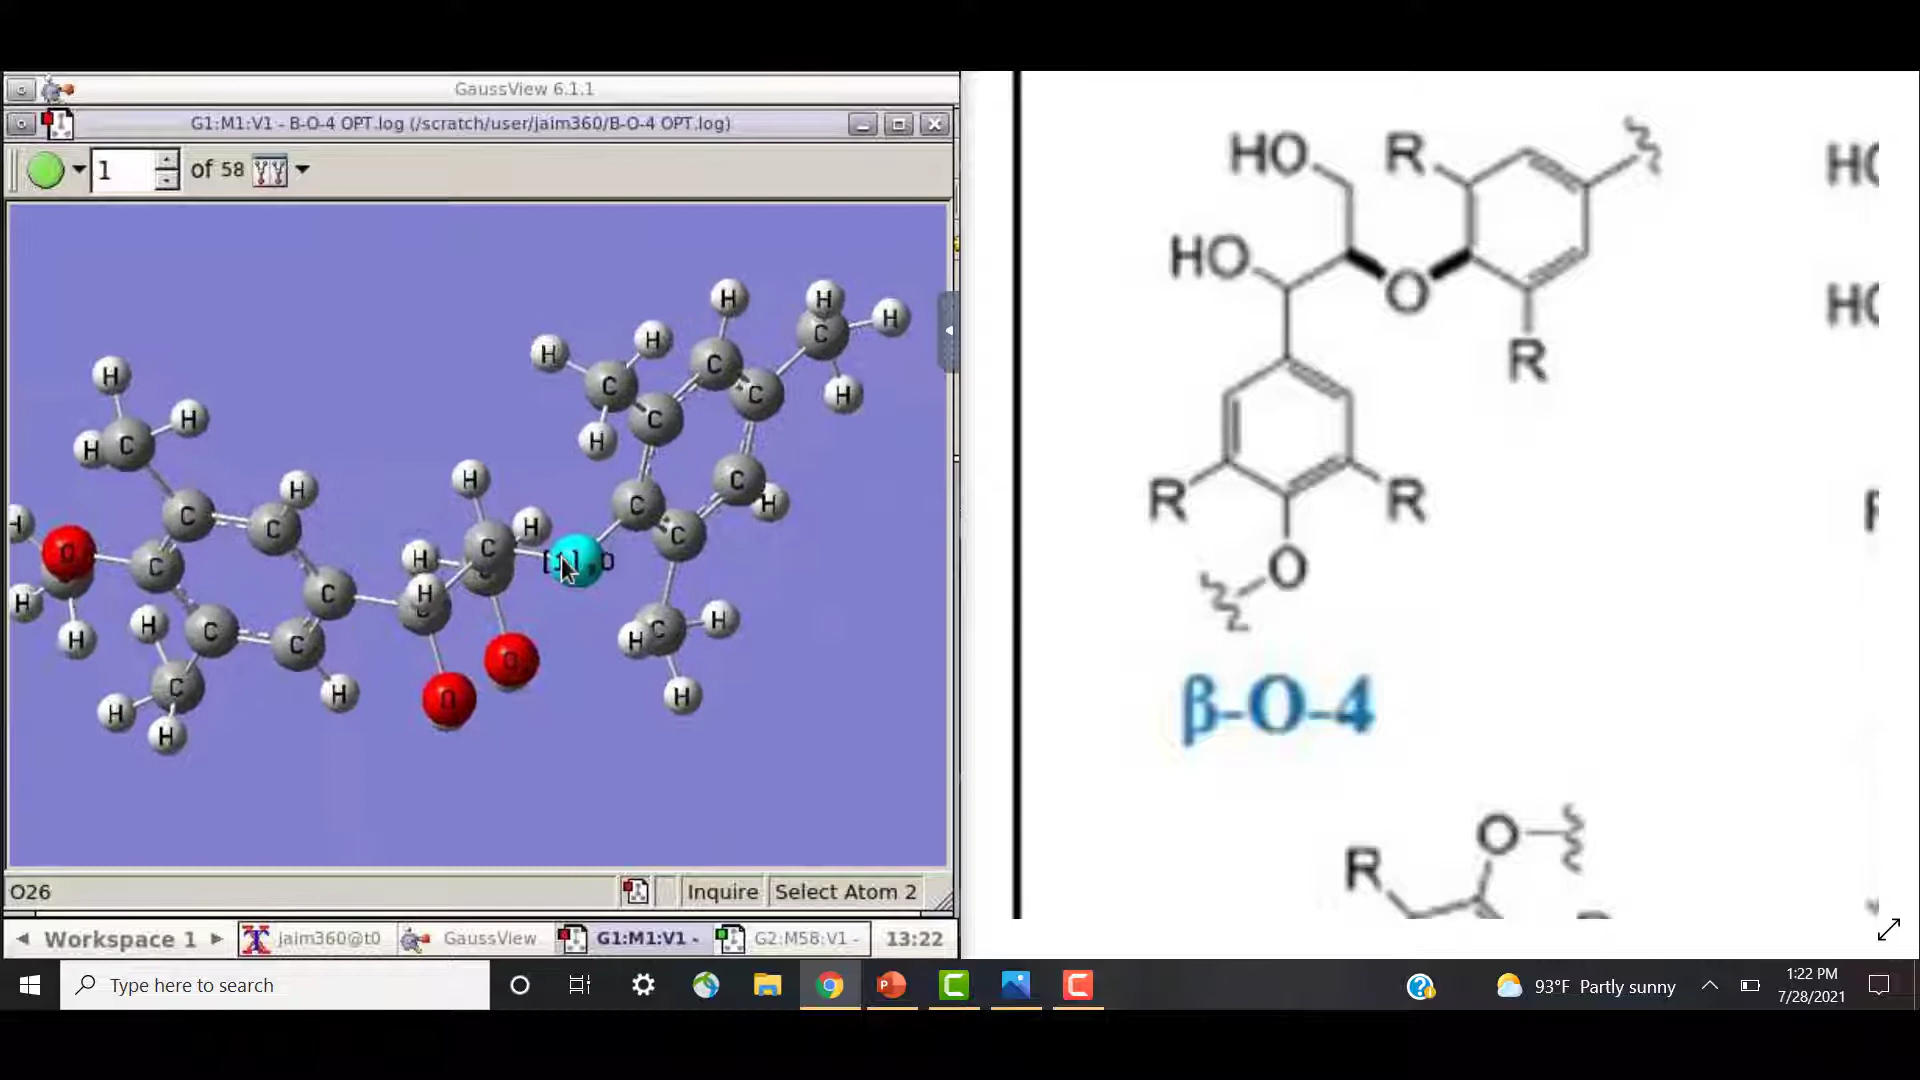 GaussView 6.1.1
G1:M1:V1 - B-O-4 OPT.log (/scratch/user/jaim360/B-O-4 OPT.log)
1 of 58
H
H
H
H
H
H
C
C
C
H
H
C
H
C
H
H
C
H
H
C
H
C
H
C
H
C
C
H
H
C
O
C
H
C
[1], O
H
C
H
H
H
C
H
C
C
O
H
C
H
H
C
H
H
O
H
H
O26
Inquire
Select Atom 2
Workspace 1
jaim360@t0
GaussView
G1:M1:V1 -
G2:M58:V1 -
13:22
HO
R
HO
HO
O
R
R
R
O
β-O-4
O
R
Type here to search
93°F Partly sunny
1:22 PM
7/28/2021